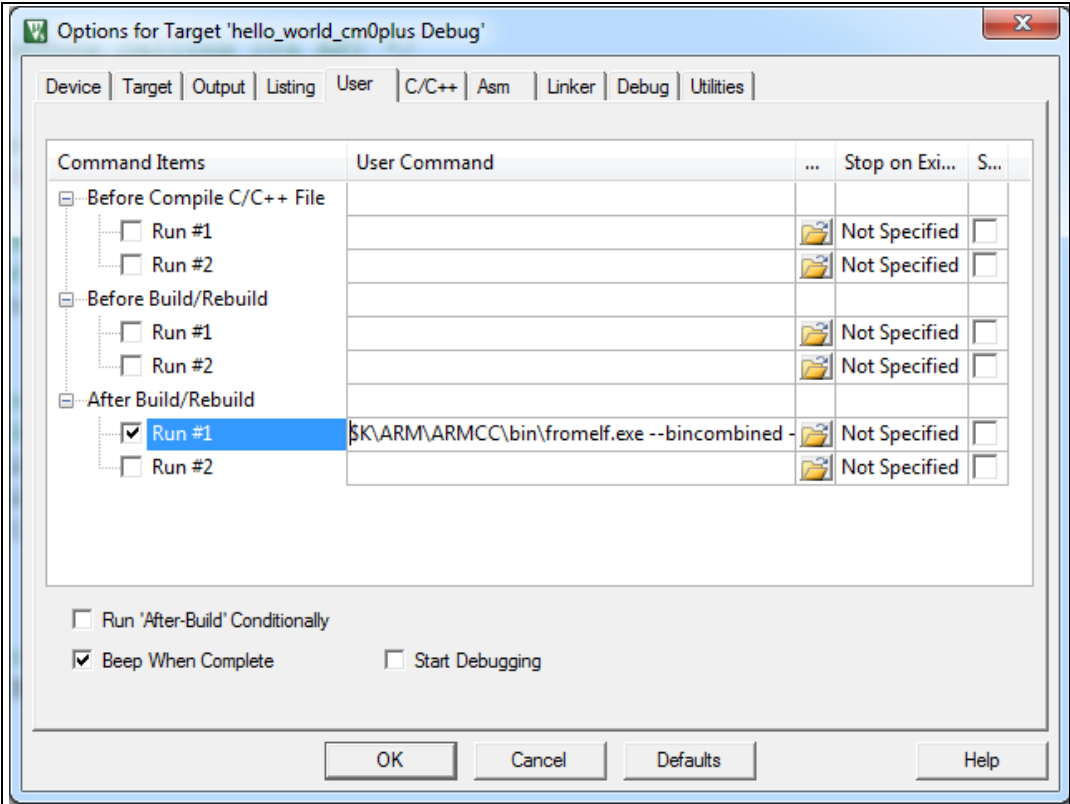 Options for Target 'hello_world_cm0plus Debug'
Device Target Output Listing User C/C++ Asm Linker Debug Utilities
Command Items User Command ... Stop on Exi... S...
Before Compile C/C++ File
Run #1 Not Specified
Run #2 Not Specified
Before Build/Rebuild
Run #1 Not Specified
Run #2 Not Specified
After Build/Rebuild
Run #1 $K\ARM\ARMCC\bin\fromelf.exe --bincombined - Not Specified
Run #2 Not Specified
Run 'After-Build' Conditionally
Beep When Complete Start Debugging
OK Cancel Defaults Help